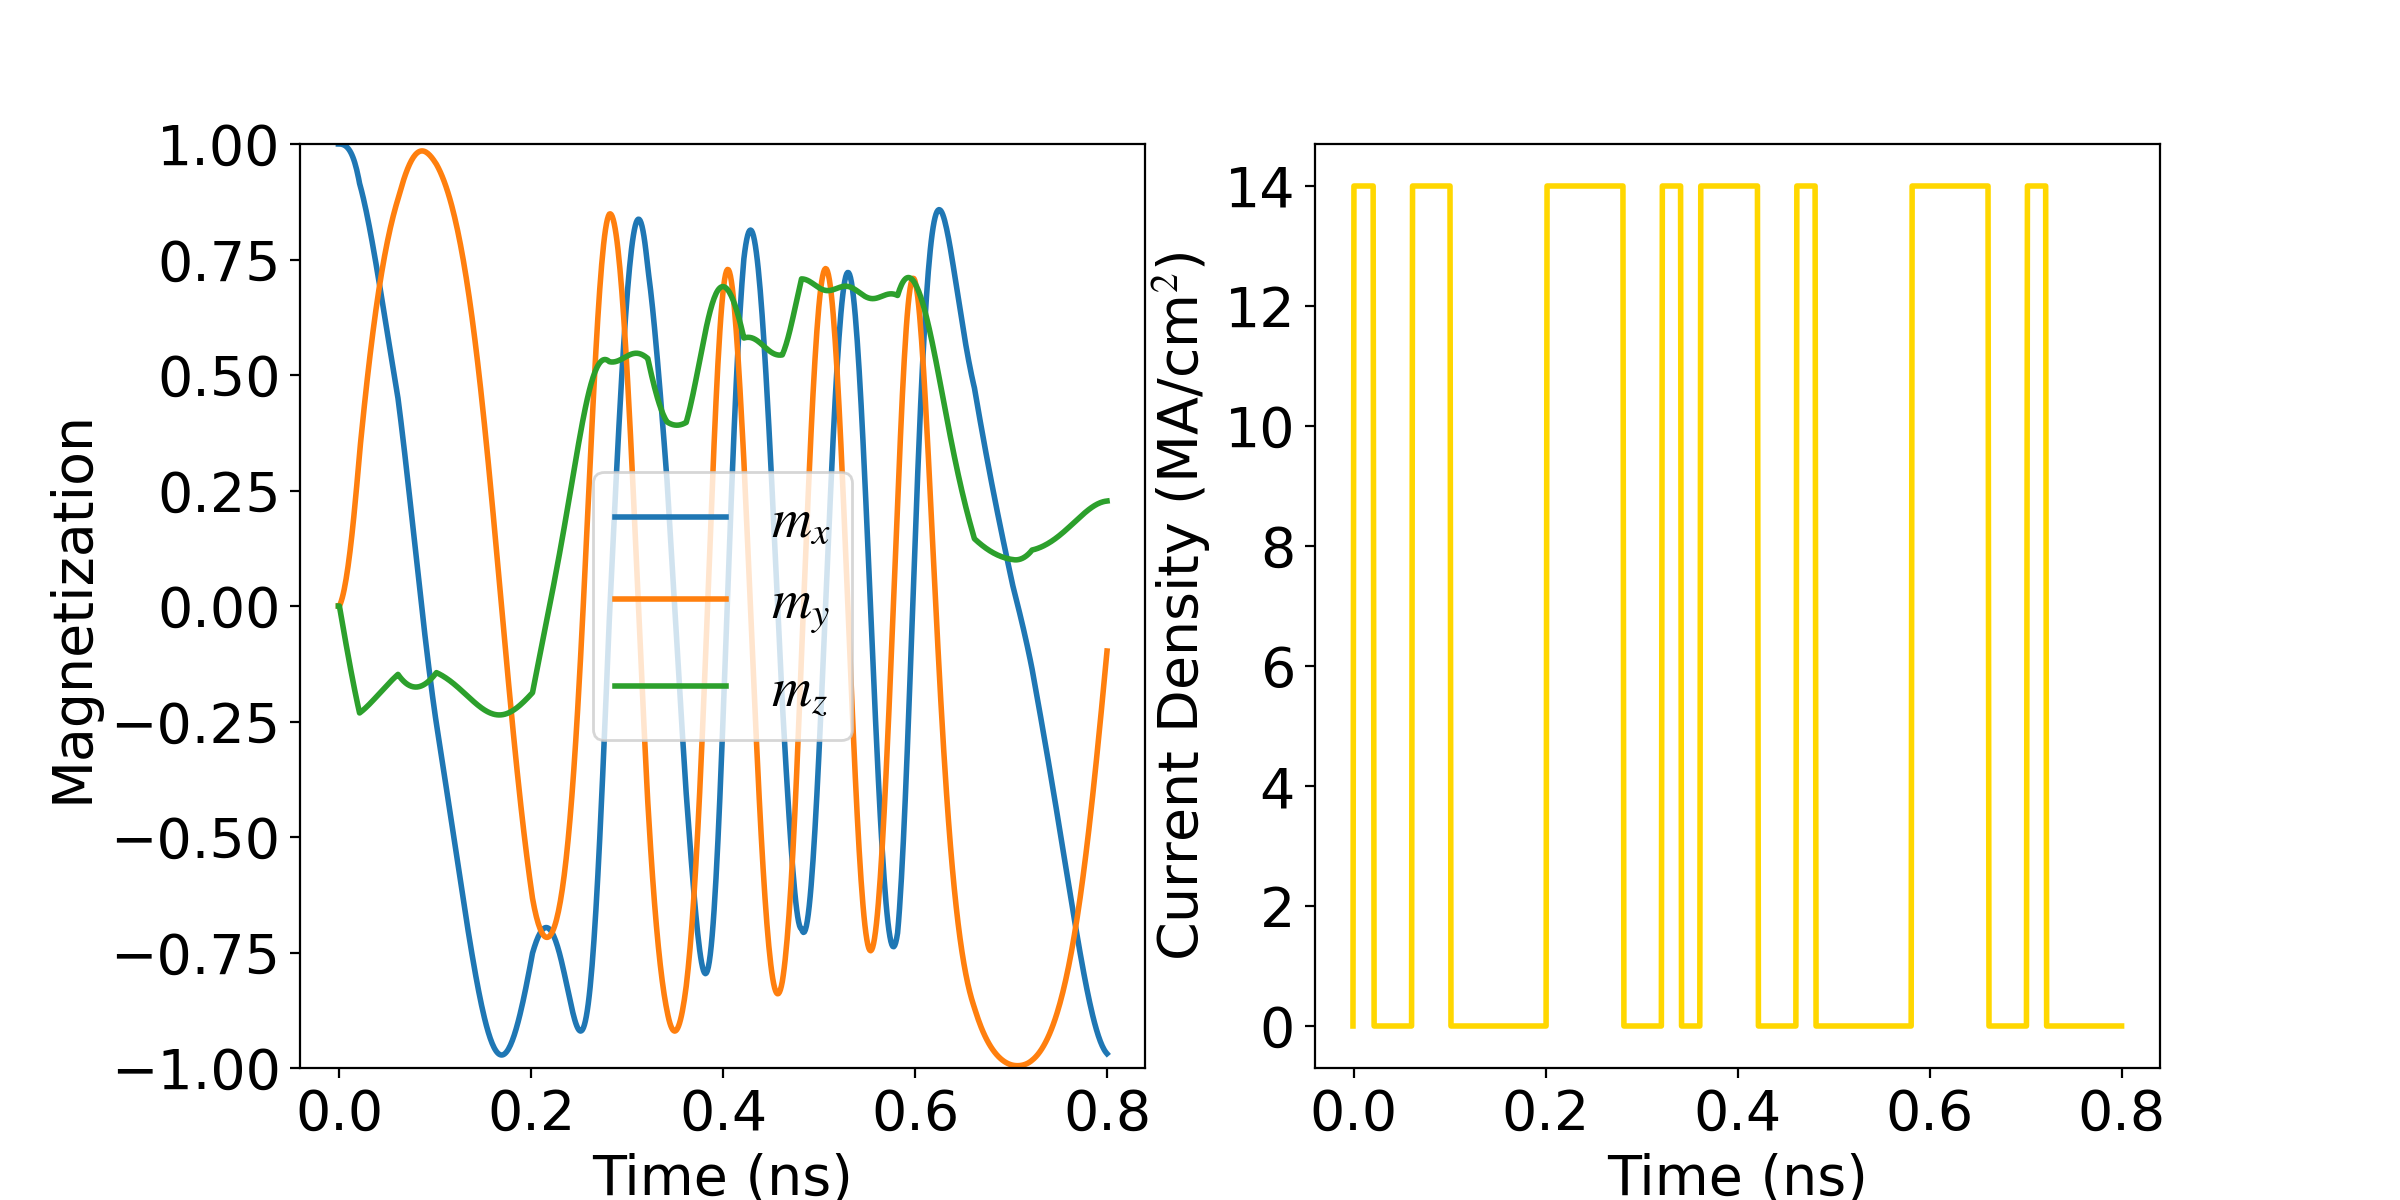 1.00
0.75
0.50
0.25
0.00
−0.25
−0.50
−0.75
−1.00
Magnetization
0.0 0.2 0.4 0.6 0.8
Time (ns)
m_x
m_y
m_z
14
12
10
8
6
4
2
0
Current Density (MA/cm²)
0.0 0.2 0.4 0.6 0.8
Time (ns)